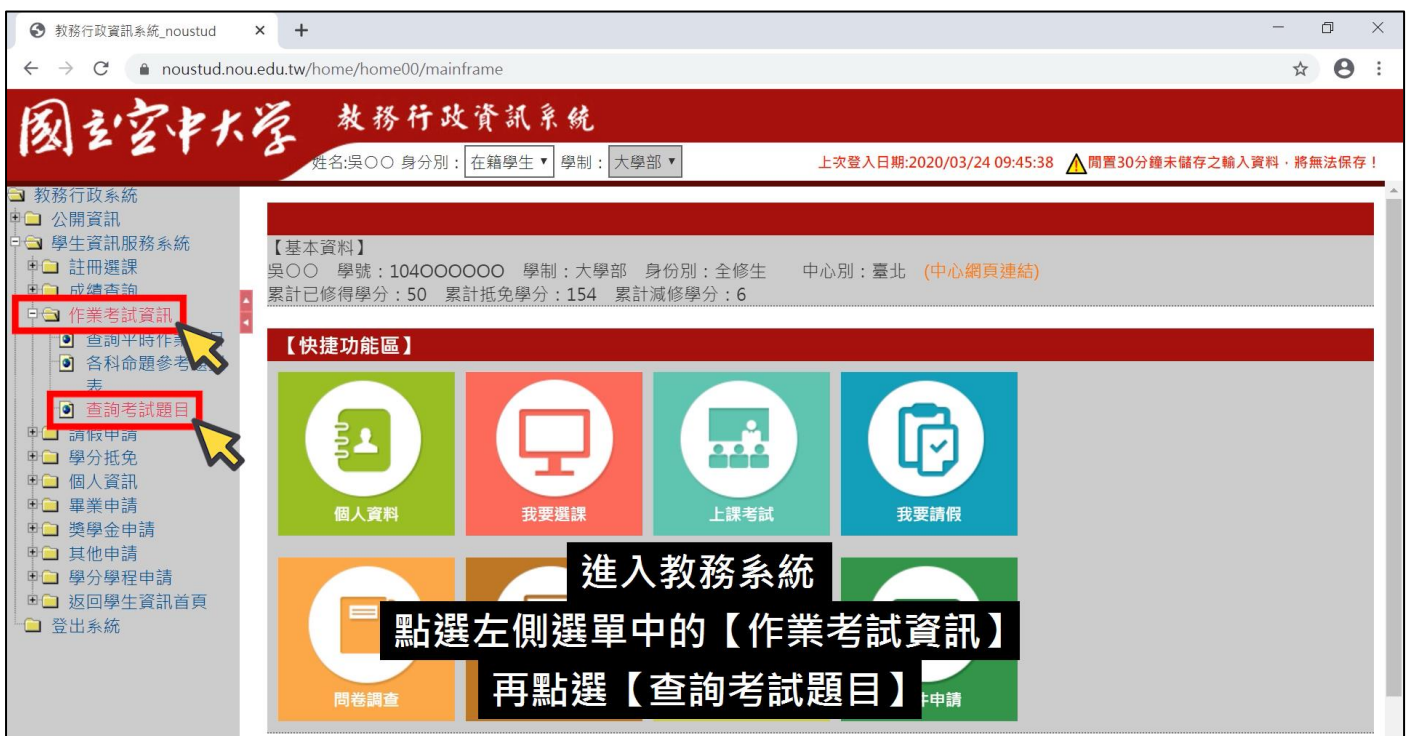 教務行政資訊系統_noustud
noustud.nou.edu.tw/home/home00/mainframe
國立空中大学 教務行政資訊系統
姓名:吳○○ 身分別：在籍學生 學制：大學部 上次登入日期:2020/03/24 09:45:38 閒置30分鐘未儲存之輸入資料，將無法保存！
教務行政系統
公開資訊
學生資訊服務系統
註冊選課
成績查詢
作業考試資訊
查詢平時作業
各科命題參考
表
查詢考試題目
請假申請
學分抵免
個人資訊
畢業申請
獎學金申請
其他申請
學分學程申請
返回學生資訊首頁
登出系統
【基本資料】
吳○○ 學號：104OOOOOO 學制：大學部 身份別：全修生 中心別：臺北 (中心網頁連結)
累計已修得學分：50 累計抵免學分：154 累計減修學分：6
【快捷功能區】
個人資料 我要選課 上課考試 我要請假
問卷調查 申請
進入教務系統
點選左側選單中的【作業考試資訊】
再點選【查詢考試題目】